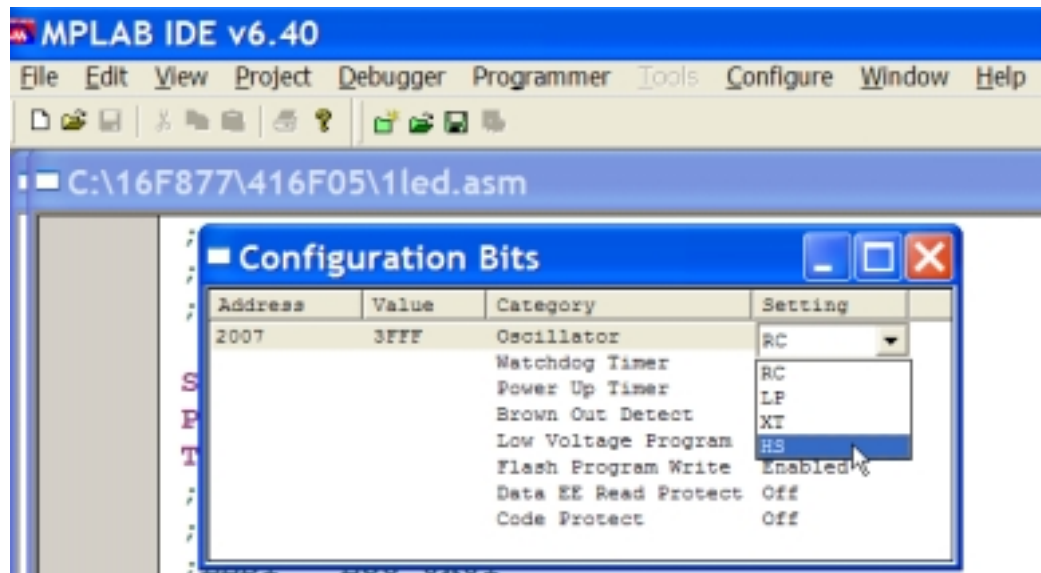 MPLAB IDE v6.40
File Edit View Project Debugger Programmer Tools Configure Window Help
C:\16F877\416F05\1led.asm
Configuration Bits
Address Value Category Setting
2007 3FFF Oscillator RC
Watchdog Timer
RC
Power Up Timer
LP
Brown Out Detect
XT
Low Voltage Program
HS
Flash Program Write Enabled
Data EE Read Protect Off
Code Protect Off
;
;
;
S
P
T
;
;